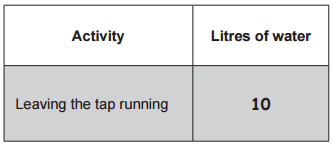 Activity
Litres of water
Leaving the tap running
10